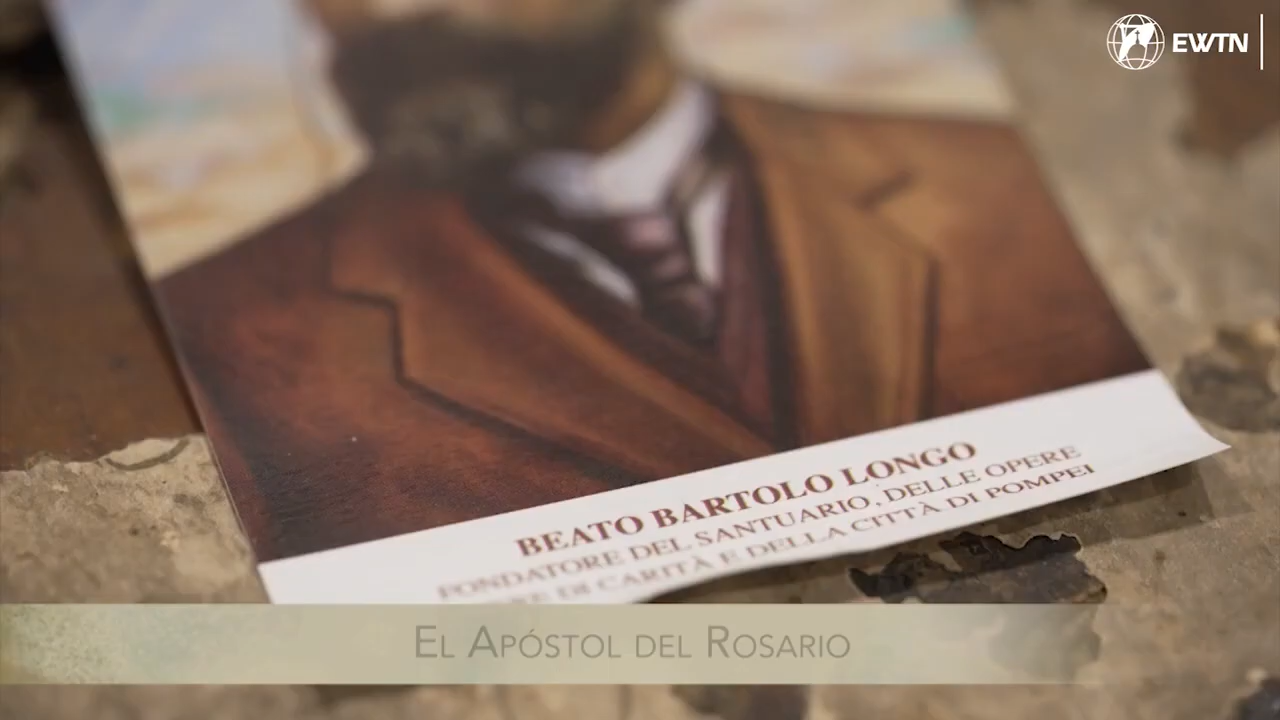 EWTN
BEATO BARTOLO LONGO
FONDATORE DEL SANTUARIO, DELLE OPERE
DI CARITÀ E DELLA CITTÀ DI POMPEI
El Apóstol del Rosario